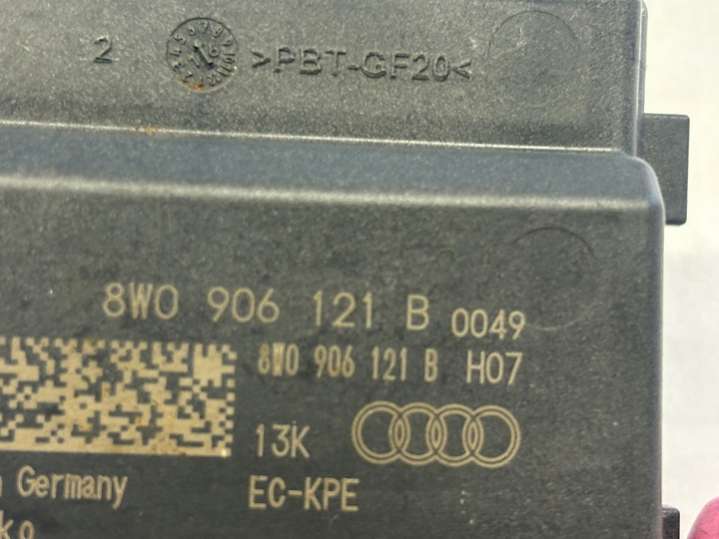 2 >PBT-GF20<
8W0 906 121 B 0049
8W0 906 121 B H07
13K
Germany EC-KPE